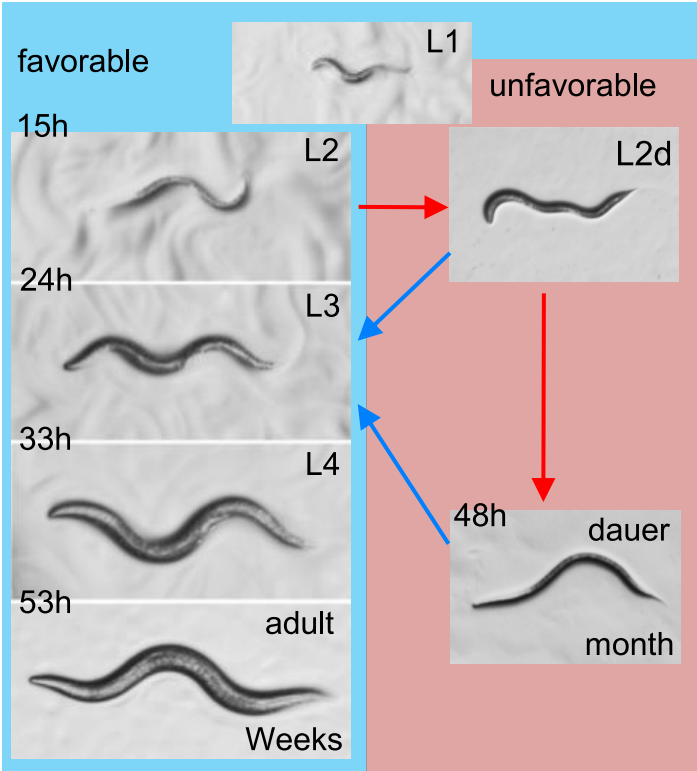 L1
favorable
unfavorable
15h
L2
L2d
24h
L3
33h
L4
48h
dauer
month
53h
adult
Weeks